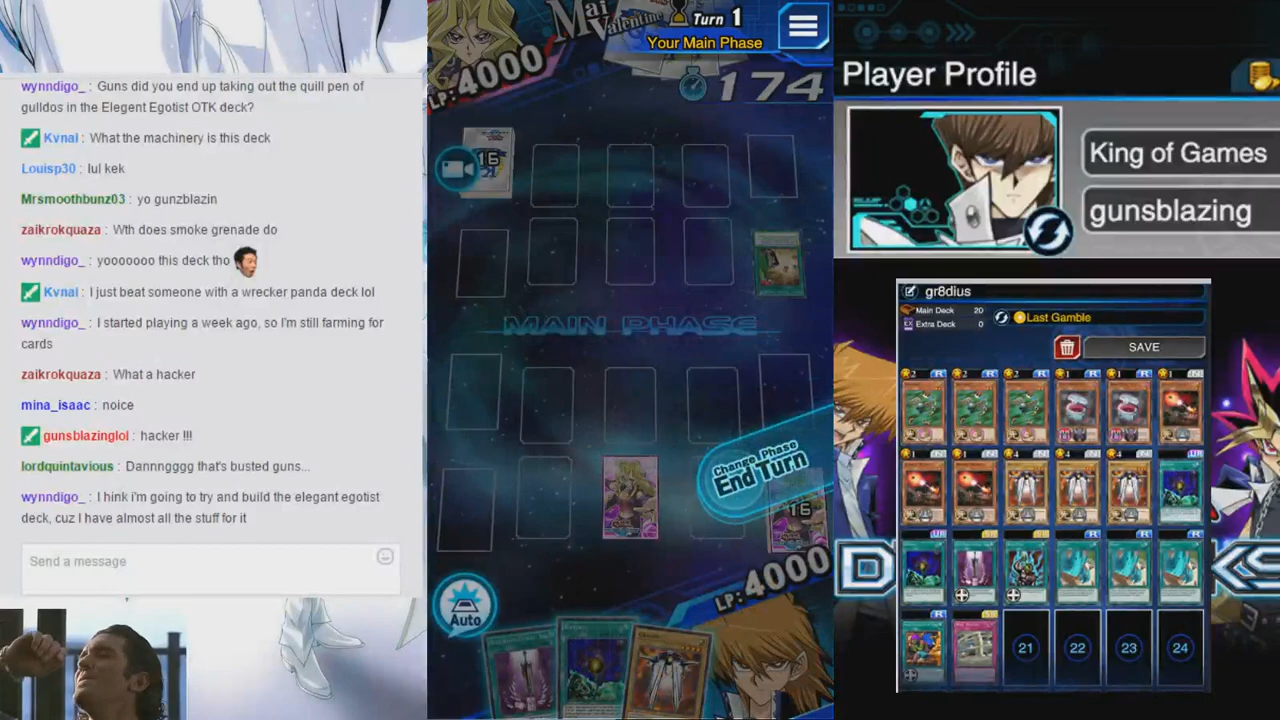 wynndigo_ : Guns did you end up taking out the quill pen of
gulldos in the Elegent Egotist OTK deck?
Kvnai : What the machinery is this deck
Louisp30 : lul kek
Mrsmoothbunz03 : yo gunzblazin
zaikrokquaza : Wth does smoke grenade do
wynndigo_ : yooooooo this deck tho
Kvnai : I just beat someone with a wrecker panda deck lol
wynndigo_ : I started playing a week ago, so I'm still farming for
cards
zaikrokquaza : What a hacker
mina_isaac : noice
gunsblazinglol : hacker !!!
lordquintavious : Dannngggg that's busted guns...
wynndigo_ : I hink i'm going to try and build the elegant egotist
deck, cuz I have almost all the stuff for it
Send a message
Mai
Valentine
Turn 1
Your Main Phase
LP: 4000
174
16
MAIN PHASE
Change Phase
End Turn
16
LP: 4000
Auto
Player Profile
King of Games
gunsblazing
gr8dius
Main Deck 20
Extra Deck 0
Last Gamble
SAVE
21
22
23
24